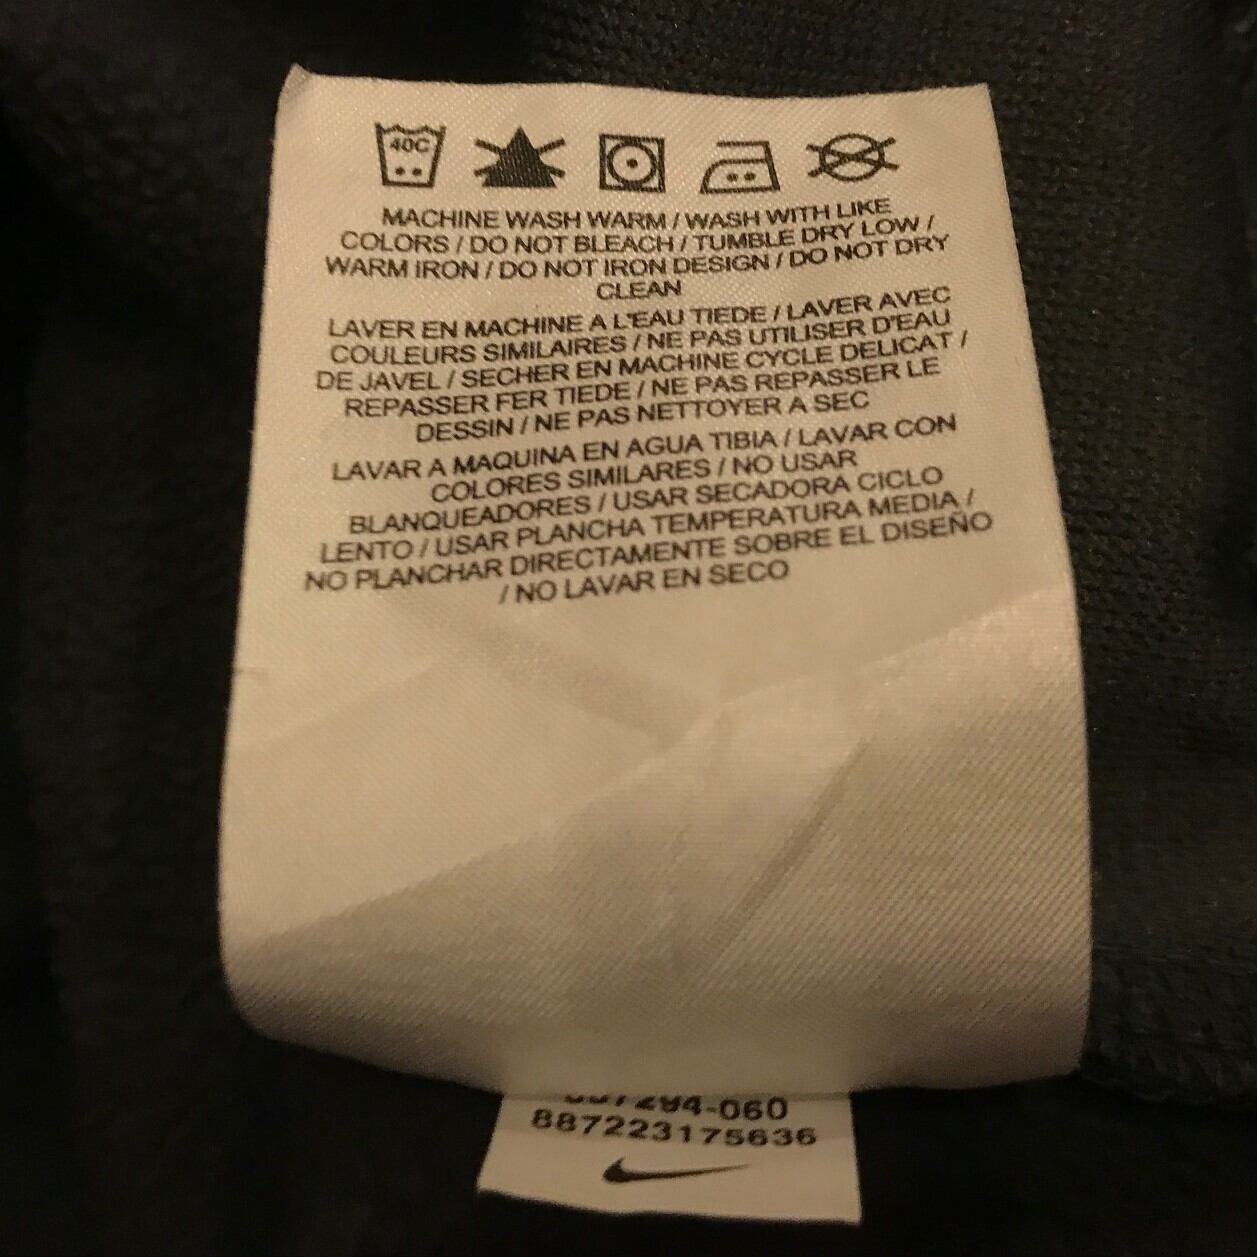 40C
MACHINE WASH WARM / WASH WITH LIKE
COLORS / DO NOT BLEACH / TUMBLE DRY LOW /
WARM IRON / DO NOT IRON DESIGN / DO NOT DRY
CLEAN
LAVER EN MACHINE A L'EAU TIEDE / LAVER AVEC
COULEURS SIMILAIRES / NE PAS UTILISER D'EAU
DE JAVEL / SECHER EN MACHINE CYCLE DELICAT /
REPASSER FER TIEDE / NE PAS REPASSER LE
DESSIN / NE PAS NETTOYER A SEC
LAVAR A MAQUINA EN AGUA TIBIA / LAVAR CON
COLORES SIMILARES / NO USAR
BLANQUEADORES / USAR SECADORA CICLO
LENTO / USAR PLANCHA TEMPERATURA MEDIA /
NO PLANCHAR DIRECTAMENTE SOBRE EL DISEÑO
/ NO LAVAR EN SECO
887223175636